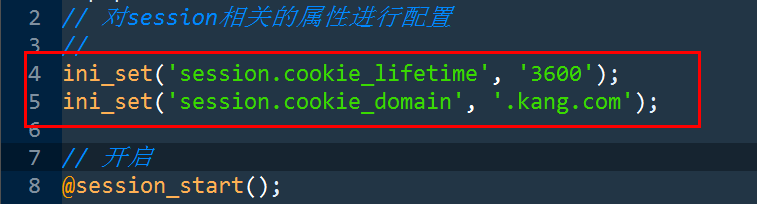 2 // 对session相关的属性进行配置
3 //
4 ini_set('session.cookie_lifetime', '3600');
5 ini_set('session.cookie_domain', '.kang.com');
6
7 // 开启
8 @session_start();